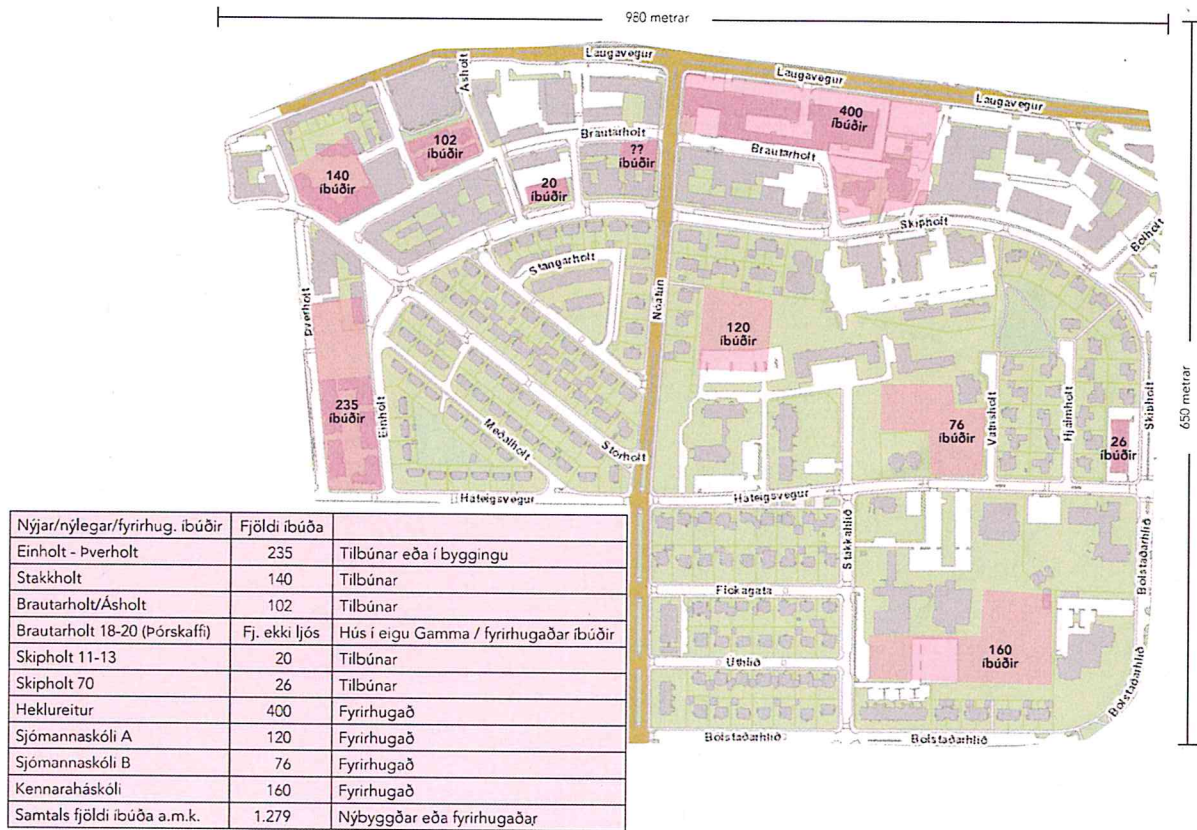 980 metrar
Laugavegur
Laugavegur
Laugavegur
Ásholt
400
íbúðir
Brautarholt
Brautarholt
102
íbúðir
??
íbúðir
140
íbúðir
20
íbúðir
Skipholt
Bolholt
Stangarholt
Nóatún
Þverholt
120
íbúðir
650 metrar
Einholt
235
íbúðir
Meðalholt
Stórholt
76
íbúðir
Vatnsholt
Hjálmholt
26
íbúðir
Skipholt
Háteigsvegur
Háteigsvegur
Stakkahlíð
Bólstaðarhlíð
Flókagata
Úthlíð
160
íbúðir
Bólstaðarhlíð
Bólstaðarhlíð
Bólstaðarhlíð
Nýjar/nýlegar/fyrirhug. íbúðir Fjöldi íbúða
Einholt - Þverholt 235 Tilbúnar eða í byggingu
Stakkholt 140 Tilbúnar
Brautarholt/Ásholt 102 Tilbúnar
Brautarholt 18-20 (Þórskaffi) Fj. ekki ljós Hús í eigu Gamma / fyrirhugaðar íbúðir
Skipholt 11-13 20 Tilbúnar
Skipholt 70 26 Tilbúnar
Heklureitur 400 Fyrirhugað
Sjómannaskóli A 120 Fyrirhugað
Sjómannaskóli B 76 Fyrirhugað
Kennaraháskóli 160 Fyrirhugað
Samtals fjöldi íbúða a.m.k. 1.279 Nýbyggðar eða fyrirhugaðar